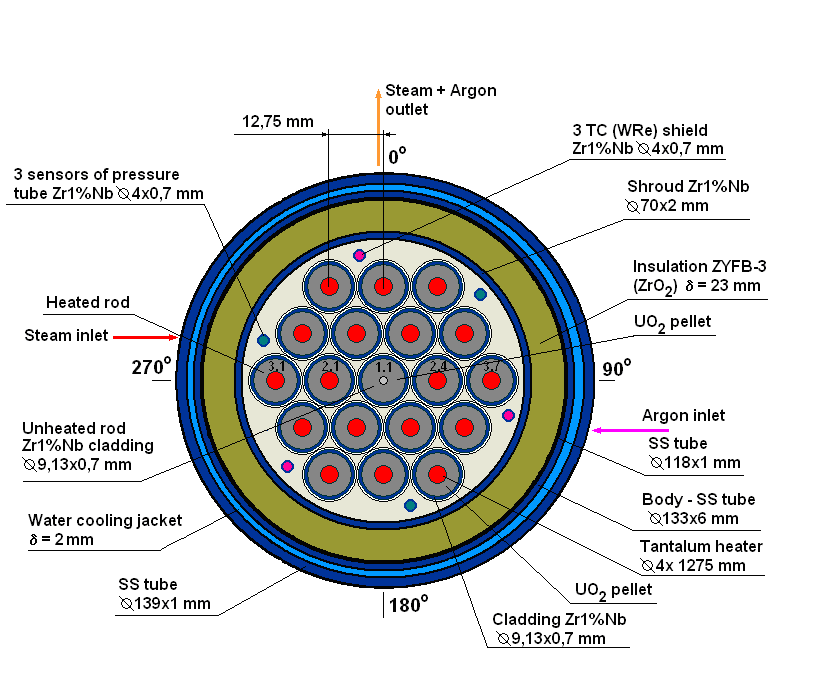 Steam + Argon
outlet
12,75 mm
0°
3 TC (WRe) shield
Zr1%Nb ∅4x0,7 mm
3 sensors of pressure
tube Zr1%Nb ∅4x0,7 mm
Shroud Zr1%Nb
∅70x2 mm
Insulation ZYFB-3
(ZrO2) δ = 23 mm
Heated rod
UO2 pellet
Steam inlet
270°
90°
3.1 2.1 1.1 2.4 3.7
Argon inlet
Unheated rod
Zr1%Nb cladding
∅9,13x0,7 mm
SS tube
∅118x1 mm
Body - SS tube
∅133x6 mm
Water cooling jacket
δ = 2 mm
Tantalum heater
∅4x 1275 mm
SS tube
∅139x1 mm
UO2 pellet
180°
Cladding Zr1%Nb
∅9,13x0,7 mm